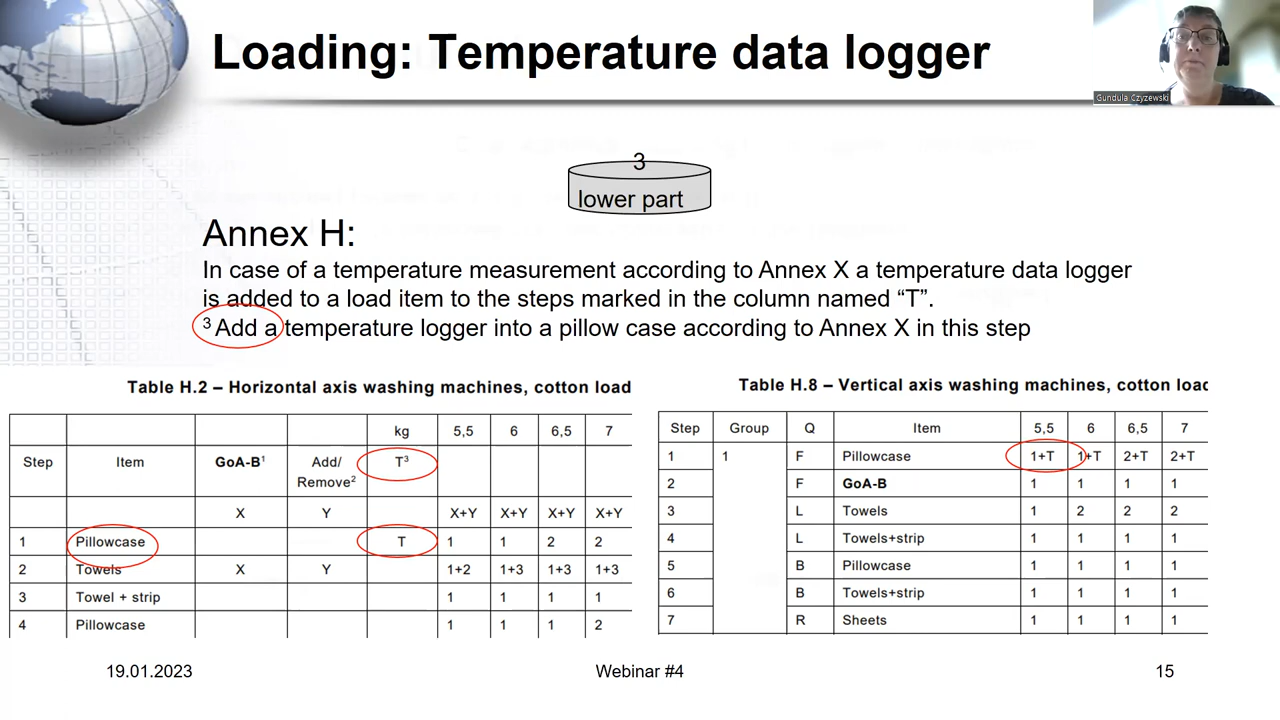 Loading: Temperature data logger
Gundula Czyzewski
3
lower part
Annex H:
In case of a temperature measurement according to Annex X a temperature data logger
is added to a load item to the steps marked in the column named “T”.
3 Add a temperature logger into a pillow case according to Annex X in this step
Table H.2 – Horizontal axis washing machines, cotton load
kg 5,5 6 6,5 7
Step Item GoA-B1 Add/ T3
Remove2
X Y X+Y X+Y X+Y X+Y
1 Pillowcase T 1 1 2 2
2 Towels X Y 1+2 1+3 1+3 1+3
3 Towel + strip 1 1 1 1
4 Pillowcase 1 1 1 2
Table H.8 – Vertical axis washing machines, cotton load
Step Group Q Item 5,5 6 6,5 7
1 1 F Pillowcase 1+T 1+T 2+T 2+T
2 F GoA-B 1 1 1 1
3 L Towels 1 2 2 2
4 L Towels+strip 1 1 1 1
5 B Pillowcase 1 1 1 1
6 B Towels+strip 1 1 1 1
7 R Sheets 1 1 1 1
19.01.2023
Webinar #4
15